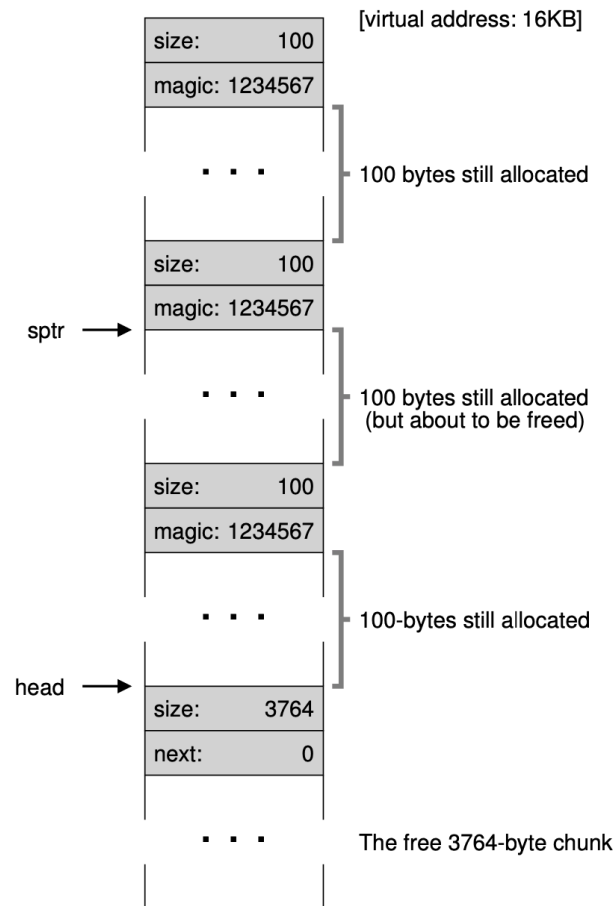 [virtual address: 16KB]
size: 100
magic: 1234567
. . .
100 bytes still allocated
size: 100
magic: 1234567
sptr
. . .
100 bytes still allocated
(but about to be freed)
size: 100
magic: 1234567
. . .
100-bytes still allocated
head
size: 3764
next: 0
. . .
The free 3764-byte chunk